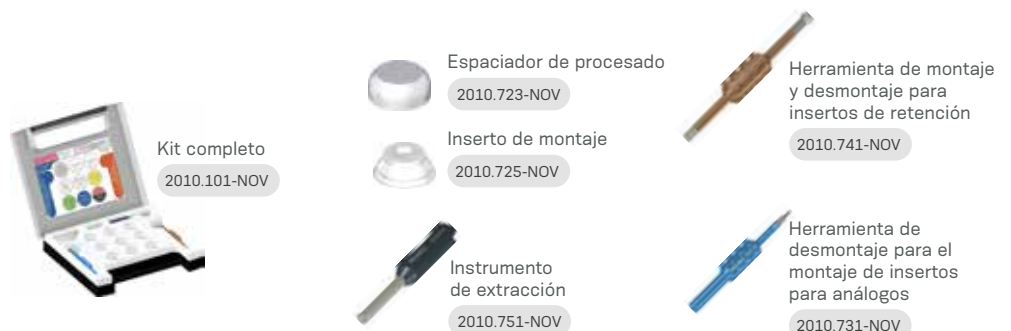 Kit completo
2010.101-NOV
Espaciador de procesado
2010.723-NOV
Inserto de montaje
2010.725-NOV
Instrumento
de extracción
2010.751-NOV
Herramienta de montaje
y desmontaje para
insertos de retención
2010.741-NOV
Herramienta de
desmontaje para el
montaje de insertos
para análogos
2010.731-NOV